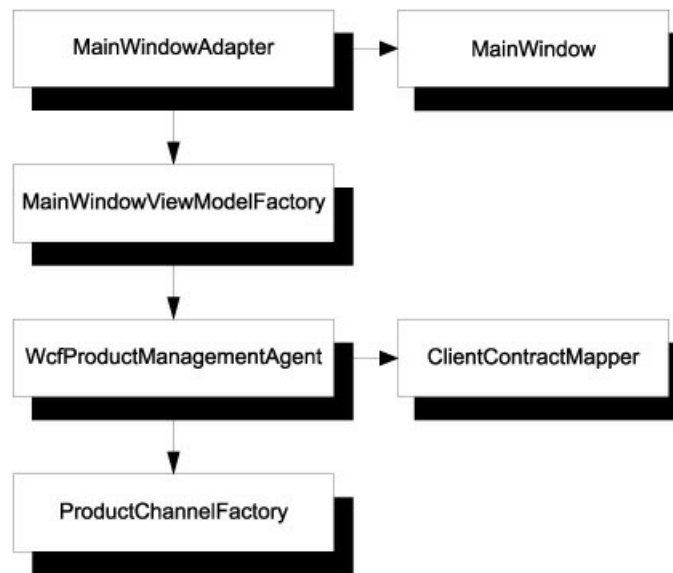 MainWindowAdapter
MainWindow
MainWindowViewModelFactory
WcfProductManagementAgent
ClientContractMapper
ProductChannelFactory